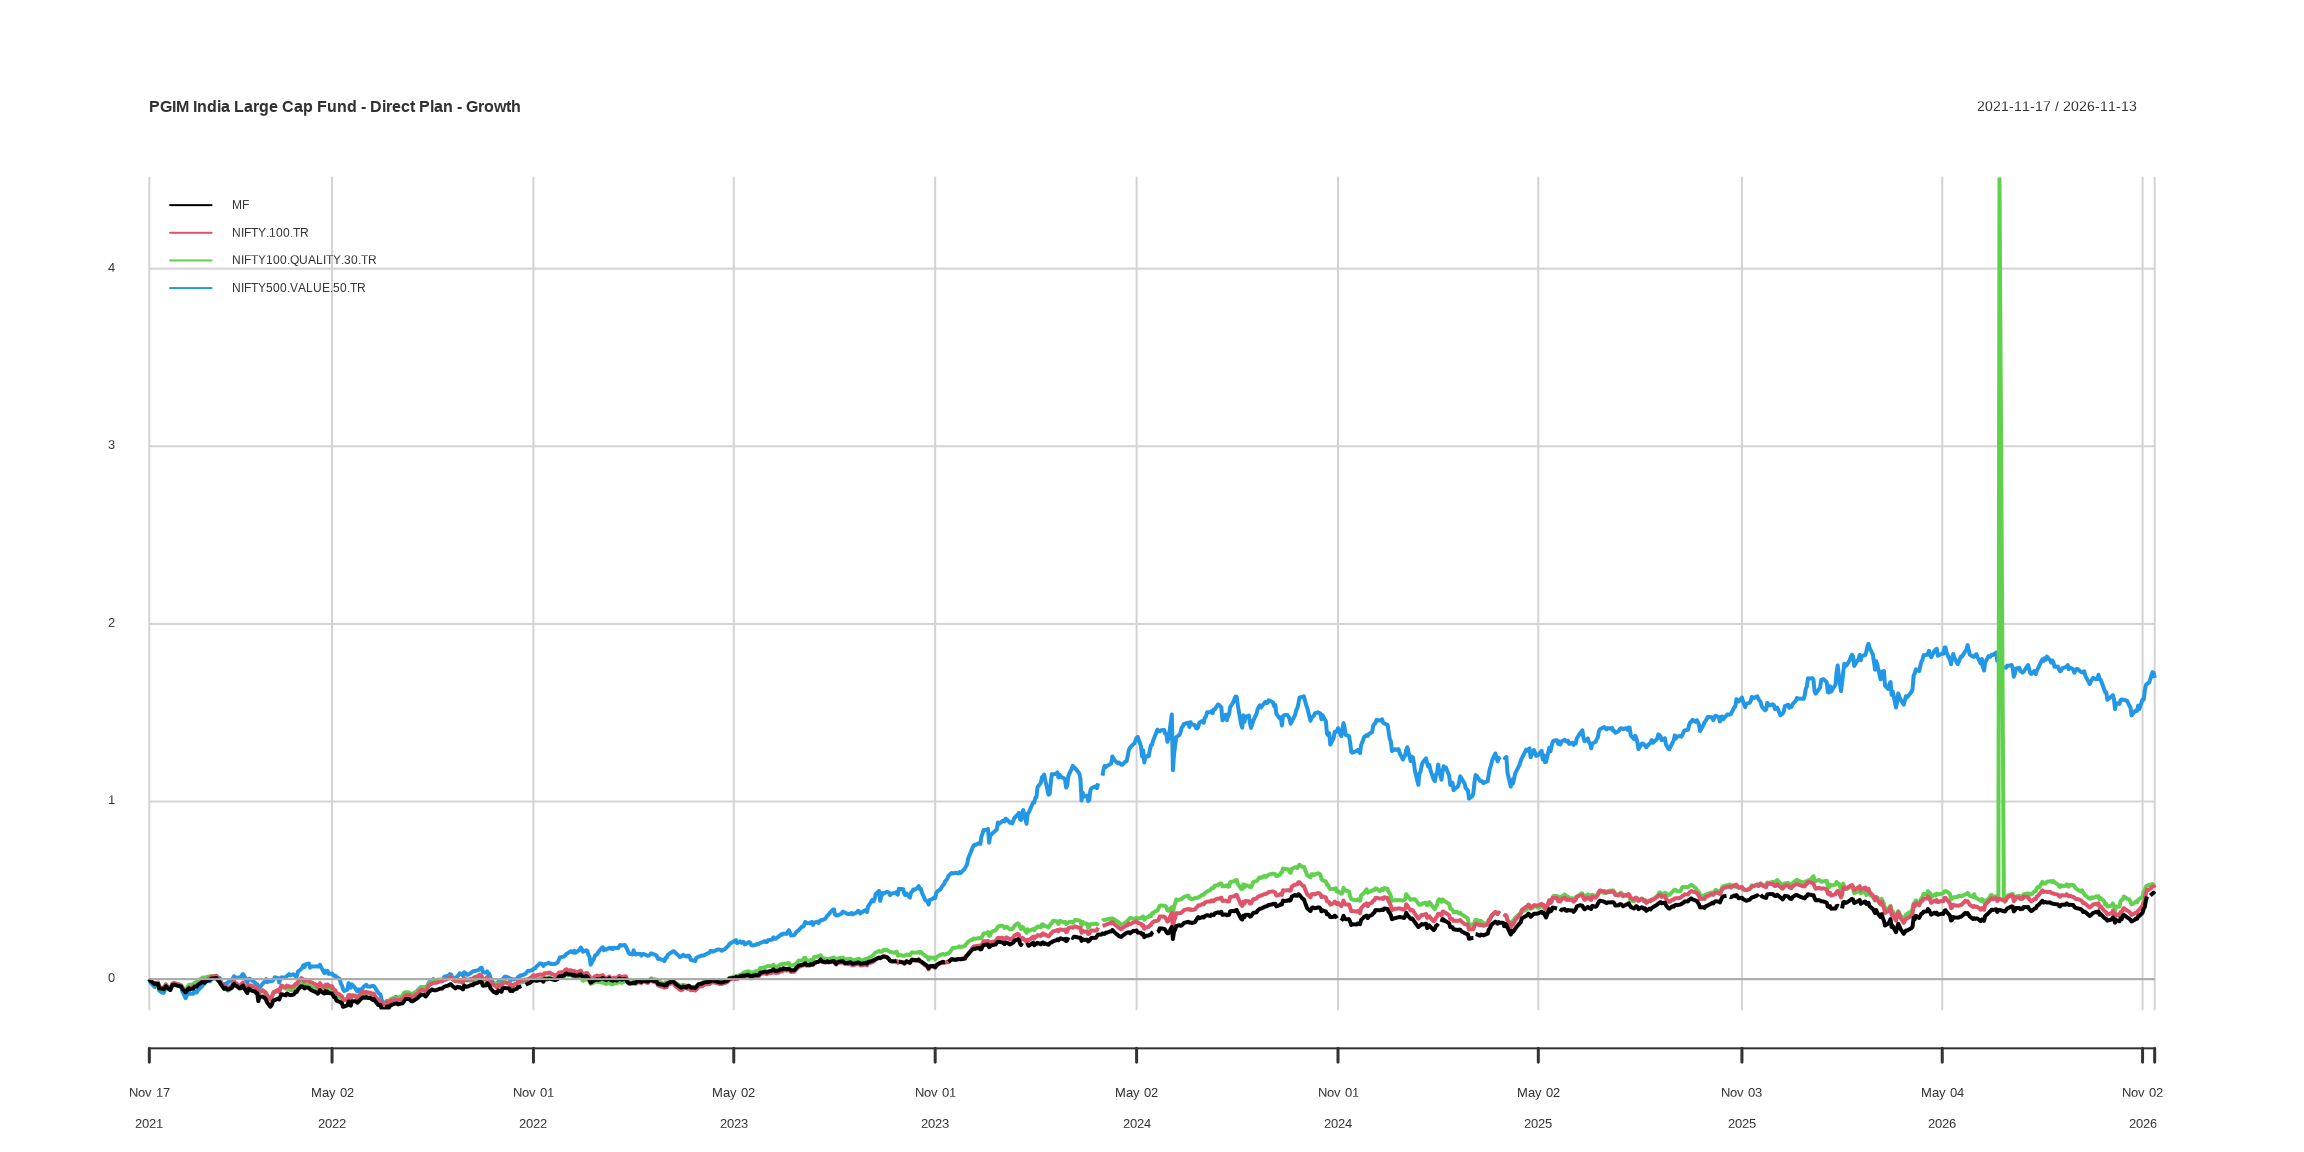 PGIM India Large Cap Fund - Direct Plan - Growth
2021-11-17 / 2026-11-13
MF
NIFTY.100.TR
NIFTY100.QUALITY.30.TR
NIFTY500.VALUE.50.TR
4
3
2
1
0
Nov 17 May 02 Nov 01 May 02 Nov 01 May 02 Nov 01 May 02 Nov 03 May 04 Nov 02
2021 2022 2022 2023 2023 2024 2024 2025 2025 2026 2026